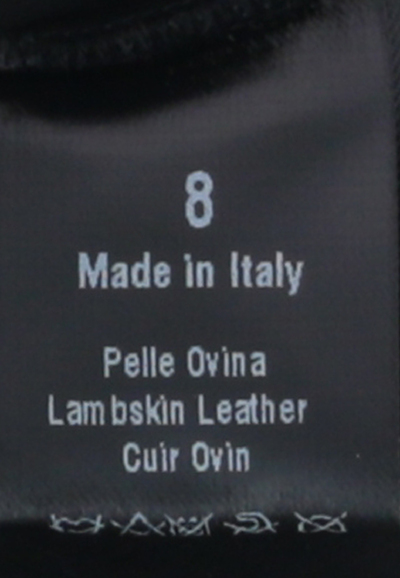 8
Made in Italy
Pelle Ovina
Lambskin Leather
Cuir Ovin